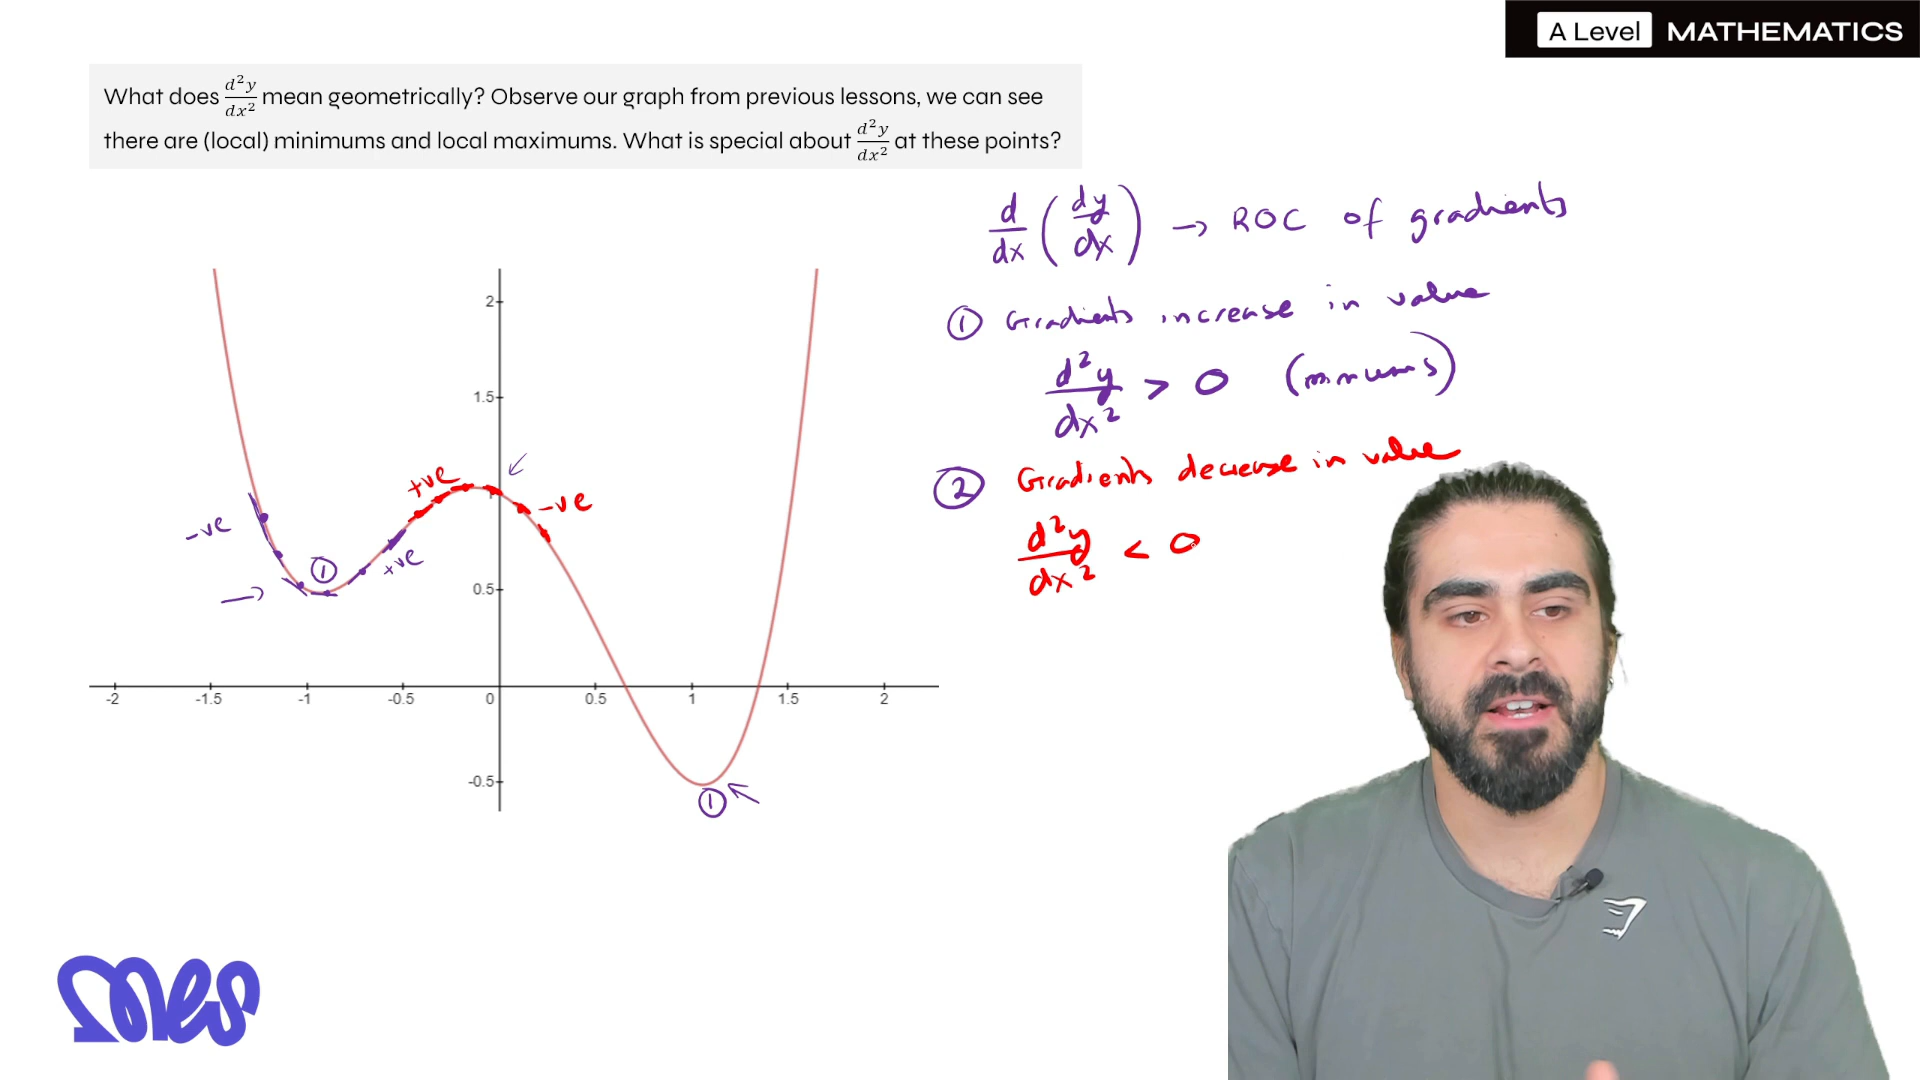 A Level MATHEMATICS
What does d²y/dx² mean geometrically? Observe our graph from previous lessons, we can see
there are (local) minimums and local maximums. What is special about d²y/dx² at these points?
d/dx (dy/dx) → ROC of gradients
① Gradients increase in value
d²y/dx² > 0 (minimums)
② Gradients decrease in value
d²y/dx² < 0
2
1.5
+ve
-ve
-ve
①
+ve
0.5
-2 -1.5 -1 -0.5 0 0.5 1 1.5 2
-0.5
①
mes